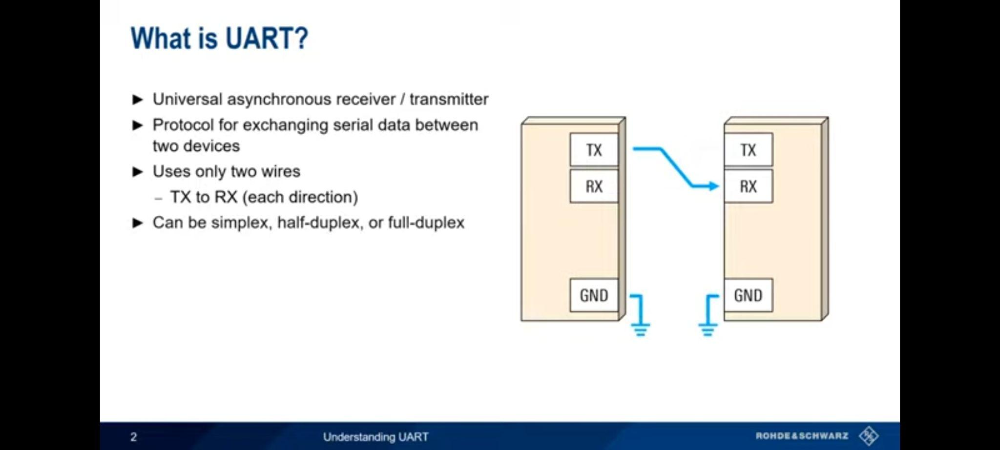 What is UART?
► Universal asynchronous receiver / transmitter
► Protocol for exchanging serial data between
two devices
► Uses only two wires
– TX to RX (each direction)
► Can be simplex, half-duplex, or full-duplex
TX
RX
GND
TX
RX
GND
2
Understanding UART
ROHDE&SCHWARZ